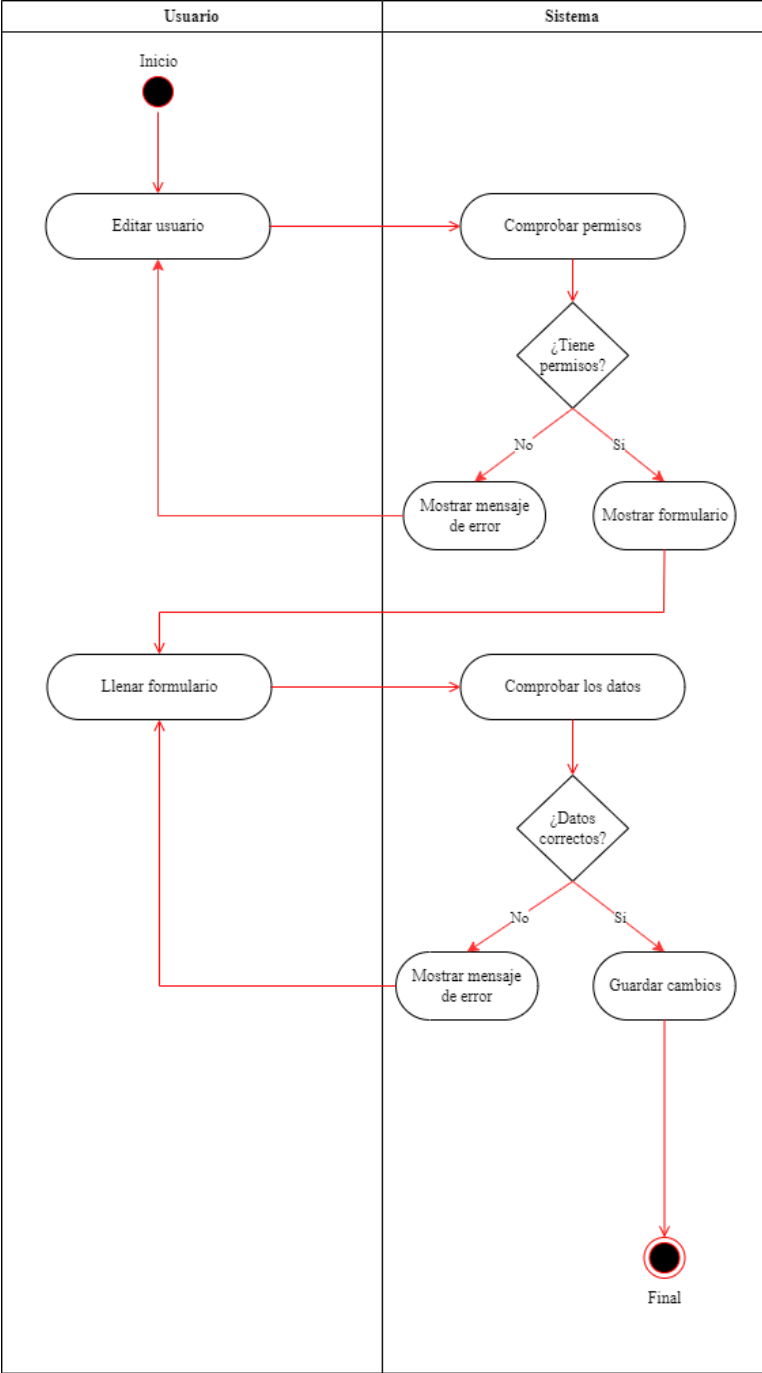 Usuario
Sistema
Inicio
Editar usuario
Comprobar permisos
¿Tiene
permisos?
No
Si
Mostrar mensaje
de error
Mostrar formulario
Llenar formulario
Comprobar los datos
¿Datos
correctos?
No
Si
Mostrar mensaje
de error
Guardar cambios
Final